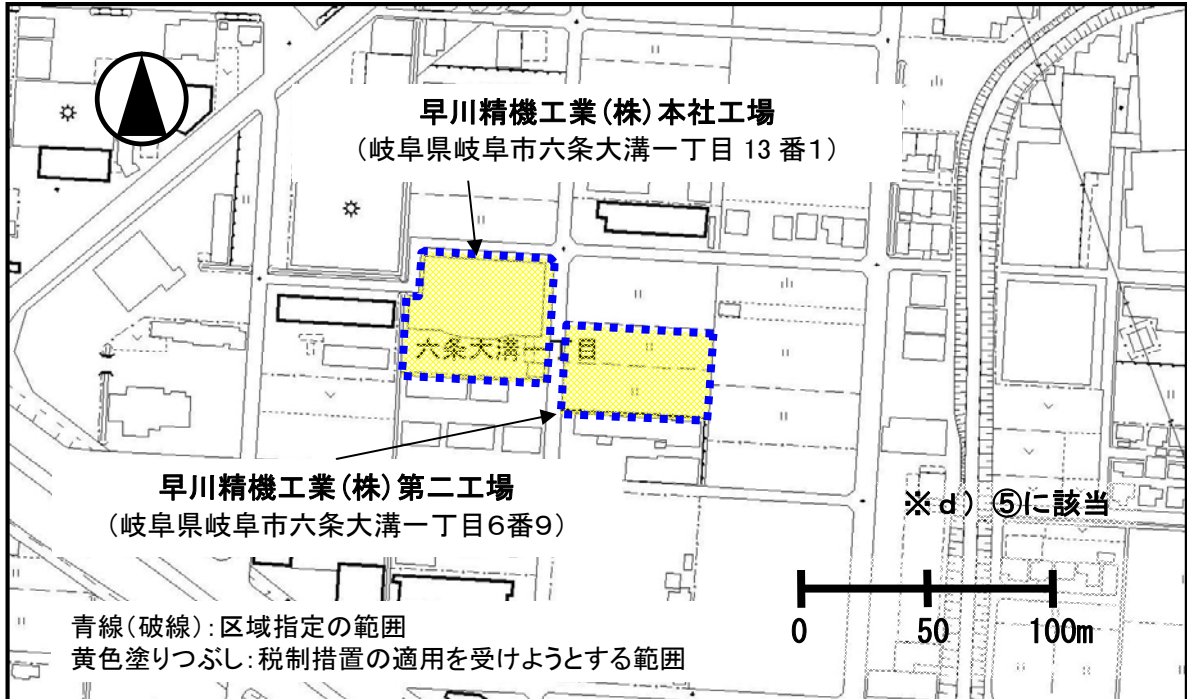 早川精機工業(株)本社工場
(岐阜県岐阜市六条大溝一丁目 13 番1)
六条大溝一丁目
早川精機工業(株)第二工場
(岐阜県岐阜市六条大溝一丁目6番9)
※d) ⑤に該当
0 50 100m
青線(破線):区域指定の範囲
黄色塗りつぶし:税制措置の適用を受けようとする範囲